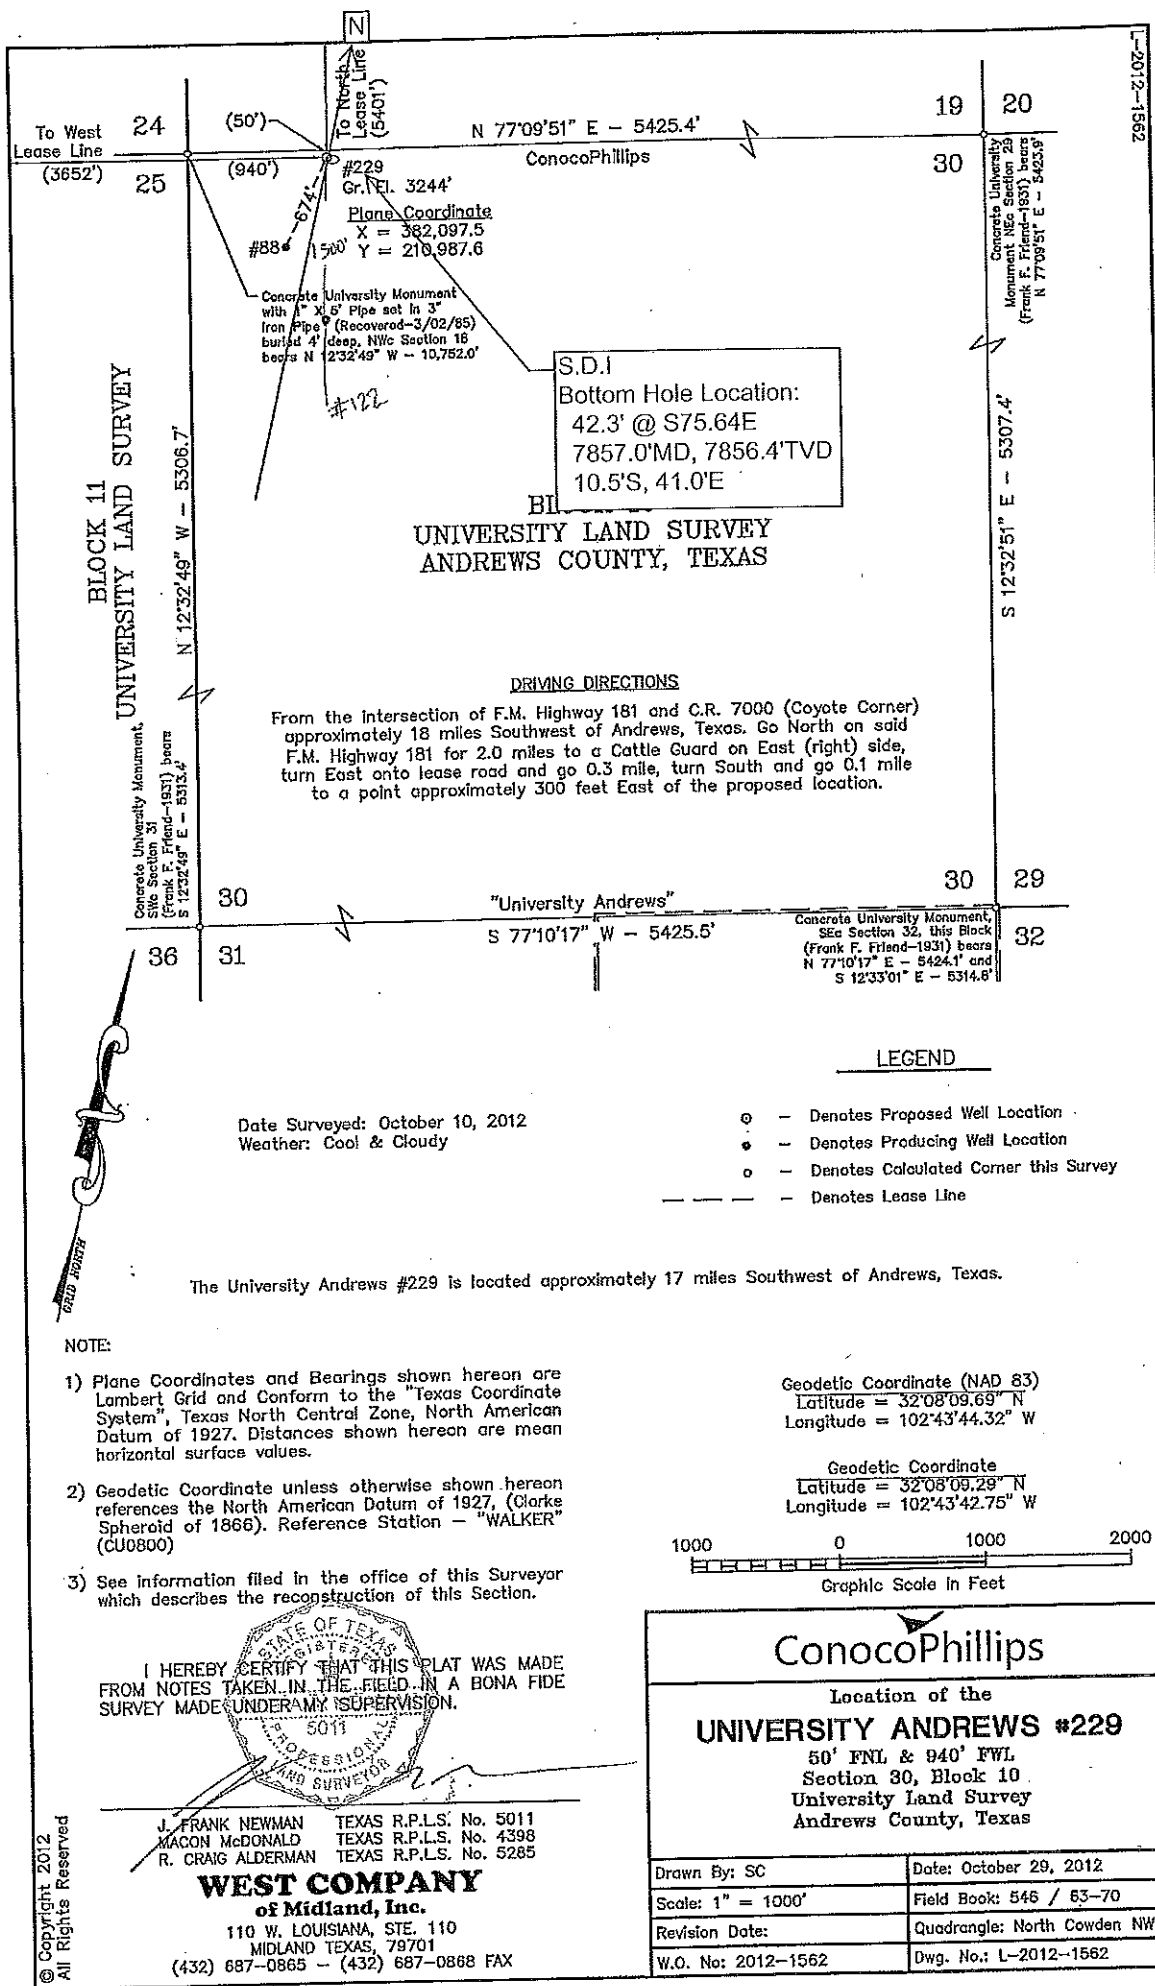 N
L-2012-1562
To North
Lease Line
(5401')
To West
Lease Line
(3652')
24
25
(50')
(940')
N 77°09'51" E - 5425.4'
ConocoPhillips
19
20
30
#229
Gr. El. 3244'
Plane Coordinate
X = 382,097.5
Y = 210,987.6
674'
#88
1500'
#122
Concrete University Monument
with 1" X 5' Pipe set in 3"
Iron Pipe (Recovered-3/02/85)
buried 4' deep, NWc Section 18
bears N 12°32'49" W - 10,752.0'
Concrete University
Monument NEc Section 29
(Frank F. Friend-1931) bears
N 77°09'51" E - 5423.9'
S.D.I
Bottom Hole Location:
42.3' @ S75.64E
7857.0'MD, 7856.4'TVD
10.5'S, 41.0'E
BLOCK 11
UNIVERSITY LAND SURVEY
N 12°32'49" W - 5306.7'
S 12°32'51" E - 5307.4'
UNIVERSITY LAND SURVEY
ANDREWS COUNTY, TEXAS
DRIVING DIRECTIONS
From the intersection of F.M. Highway 181 and C.R. 7000 (Coyote Corner)
approximately 18 miles Southwest of Andrews, Texas. Go North on said
F.M. Highway 181 for 2.0 miles to a Cattle Guard on East (right) side,
turn East onto lease road and go 0.3 mile, turn South and go 0.1 mile
to a point approximately 300 feet East of the proposed location.
Concrete University Monument,
SWc Section 31
(Frank F. Friend-1931) bears
S 12°32'49" E - 5313.4'
30
36
31
"University Andrews"
S 77°10'17" W - 5425.5'
30
29
32
Concrete University Monument,
SEc Section 32, this Block
(Frank F. Friend-1931) bears
N 77°10'17" E - 5424.1' and
S 12°33'01" E - 5314.8'
GRID NORTH
LEGEND
Date Surveyed: October 10, 2012
Weather: Cool & Cloudy
- Denotes Proposed Well Location
- Denotes Producing Well Location
- Denotes Calculated Corner this Survey
- Denotes Lease Line
The University Andrews #229 is located approximately 17 miles Southwest of Andrews, Texas.
NOTE:
1) Plane Coordinates and Bearings shown hereon are
Lambert Grid and Conform to the "Texas Coordinate
System", Texas North Central Zone, North American
Datum of 1927. Distances shown hereon are mean
horizontal surface values.
2) Geodetic Coordinate unless otherwise shown hereon
references the North American Datum of 1927, (Clarke
Spheroid of 1866). Reference Station - "WALKER"
(CU0800)
3) See information filed in the office of this Surveyor
which describes the reconstruction of this Section.
Geodetic Coordinate (NAD 83)
Latitude = 32°08'09.69" N
Longitude = 102°43'44.32" W
Geodetic Coordinate
Latitude = 32°08'09.29" N
Longitude = 102°43'42.75" W
1000 0 1000 2000
Graphic Scale in Feet
STATE OF TEXAS
REGISTERED
5011
PROFESSIONAL
LAND SURVEYOR
I HEREBY CERTIFY THAT THIS PLAT WAS MADE
FROM NOTES TAKEN IN THE FIELD IN A BONA FIDE
SURVEY MADE UNDER MY SUPERVISION.
J. FRANK NEWMAN TEXAS R.P.L.S. No. 5011
MACON McDONALD TEXAS R.P.L.S. No. 4398
R. CRAIG ALDERMAN TEXAS R.P.L.S. No. 5285
WEST COMPANY
of Midland, Inc.
110 W. LOUISIANA, STE. 110
MIDLAND TEXAS, 79701
(432) 687-0865 - (432) 687-0868 FAX
© Copyright 2012
All Rights Reserved
ConocoPhillips
Location of the
UNIVERSITY ANDREWS #229
50' FNL & 940' FWL
Section 30, Block 10
University Land Survey
Andrews County, Texas
Drawn By: SC
Date: October 29, 2012
Scale: 1" = 1000'
Field Book: 546 / 63-70
Revision Date:
Quadrangle: North Cowden NW
W.O. No: 2012-1562
Dwg. No.: L-2012-1562